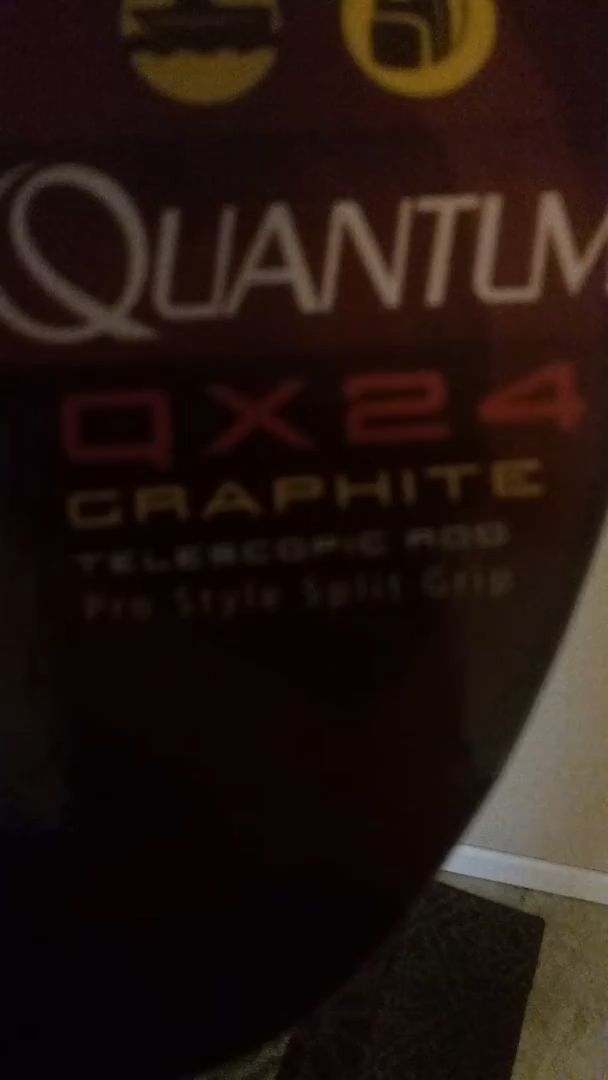 QUANTUM
QX24
GRAPHITE
TELESCOPIC ROD
Pro Style Split Grip